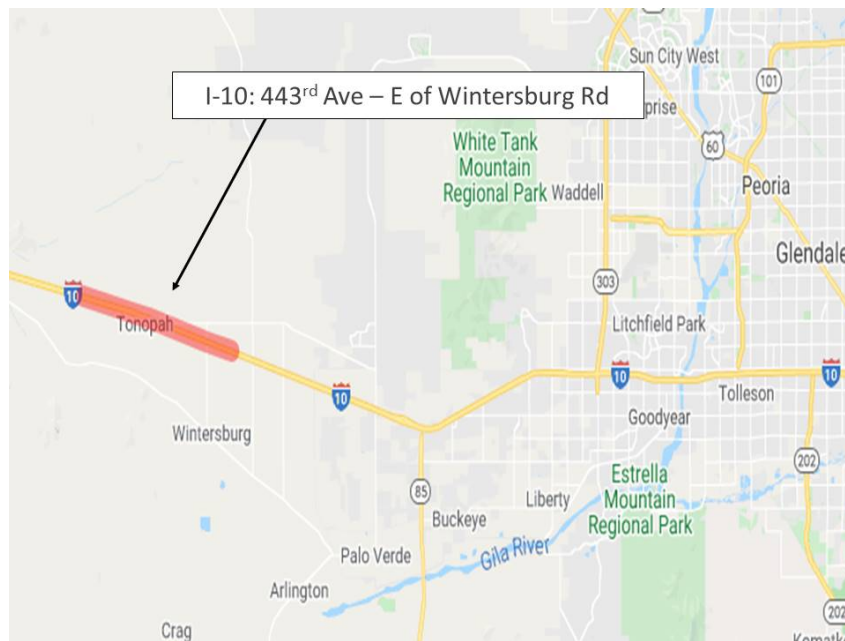 Sun City West
101
I-10: 443rd Ave – E of Wintersburg Rd
rprise
60
White Tank
Mountain
Regional Park
Waddell
Peoria
Glendale
303
10
Tonopah
Litchfield Park
10
10
10
Tolleson
Wintersburg
Goodyear
202
85
Estrella
Mountain
Regional Park
Liberty
Buckeye
Gila River
Palo Verde
Arlington
202
Crag